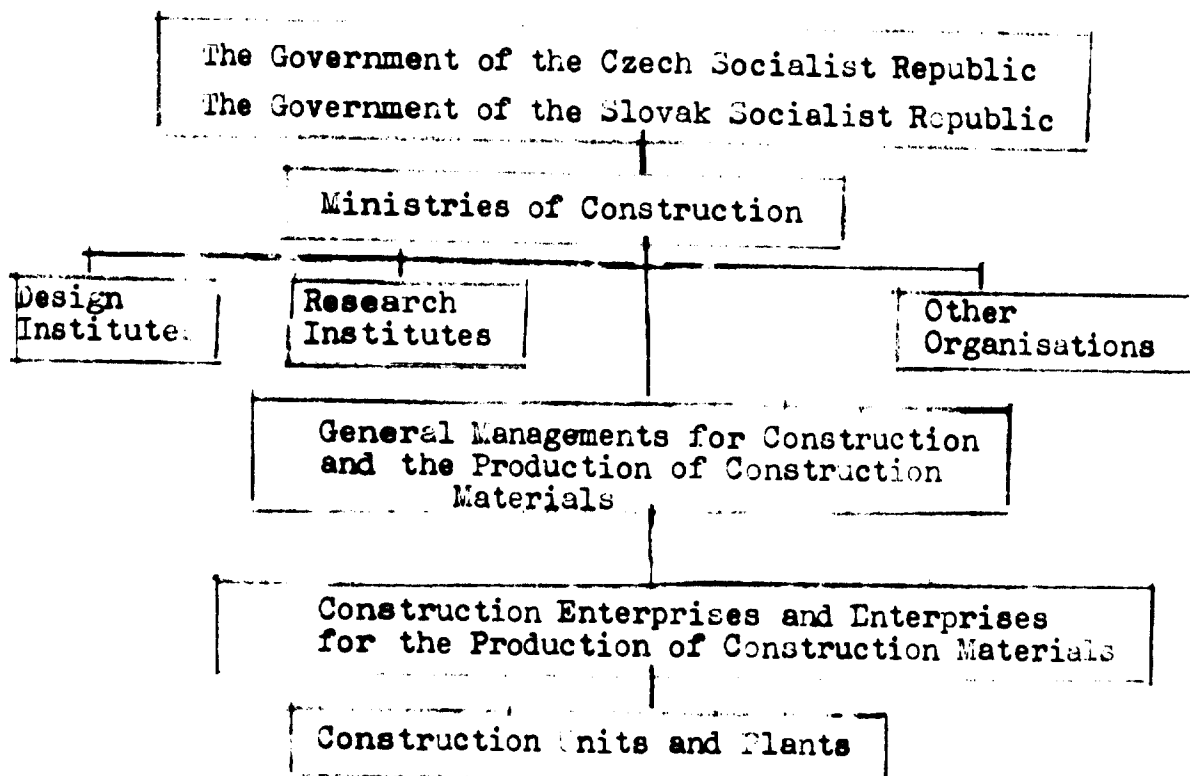 The Government of the Czech Socialist Republic
The Government of the Slovak Socialist Republic
Ministries of Construction
Design
Institutes
Research
Institutes
Other
Organisations
General Managements for Construction
and the Production of Construction
Materials
Construction Enterprises and Enterprises
for the Production of Construction Materials
Construction Units and Plants